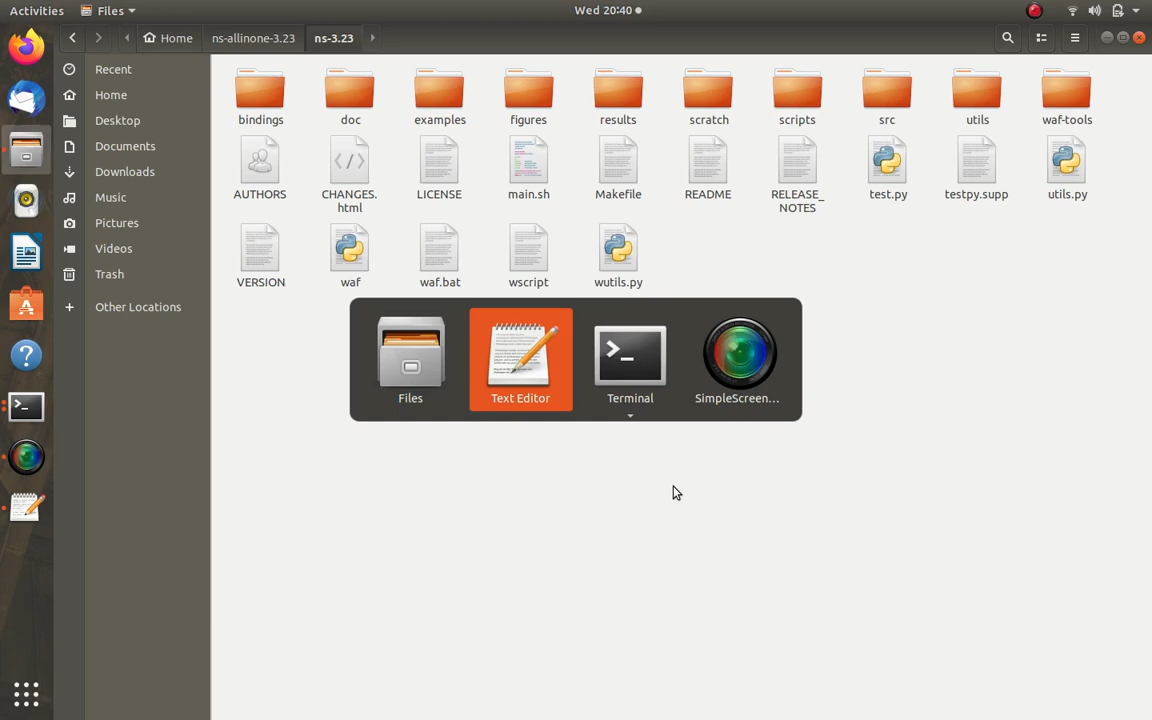 Activities Files Wed 20:40
Home ns-allinone-3.23 ns-3.23
Recent
Home
Desktop
Documents
Downloads
Music
Pictures
Videos
Trash
Other Locations
bindings doc examples figures results scratch scripts src utils waf-tools
AUTHORS CHANGES. LICENSE main.sh Makefile README RELEASE_ test.py testpy.supp utils.py
html NOTES
VERSION waf waf.bat wscript wutils.py
Files Text Editor Terminal SimpleScreen...